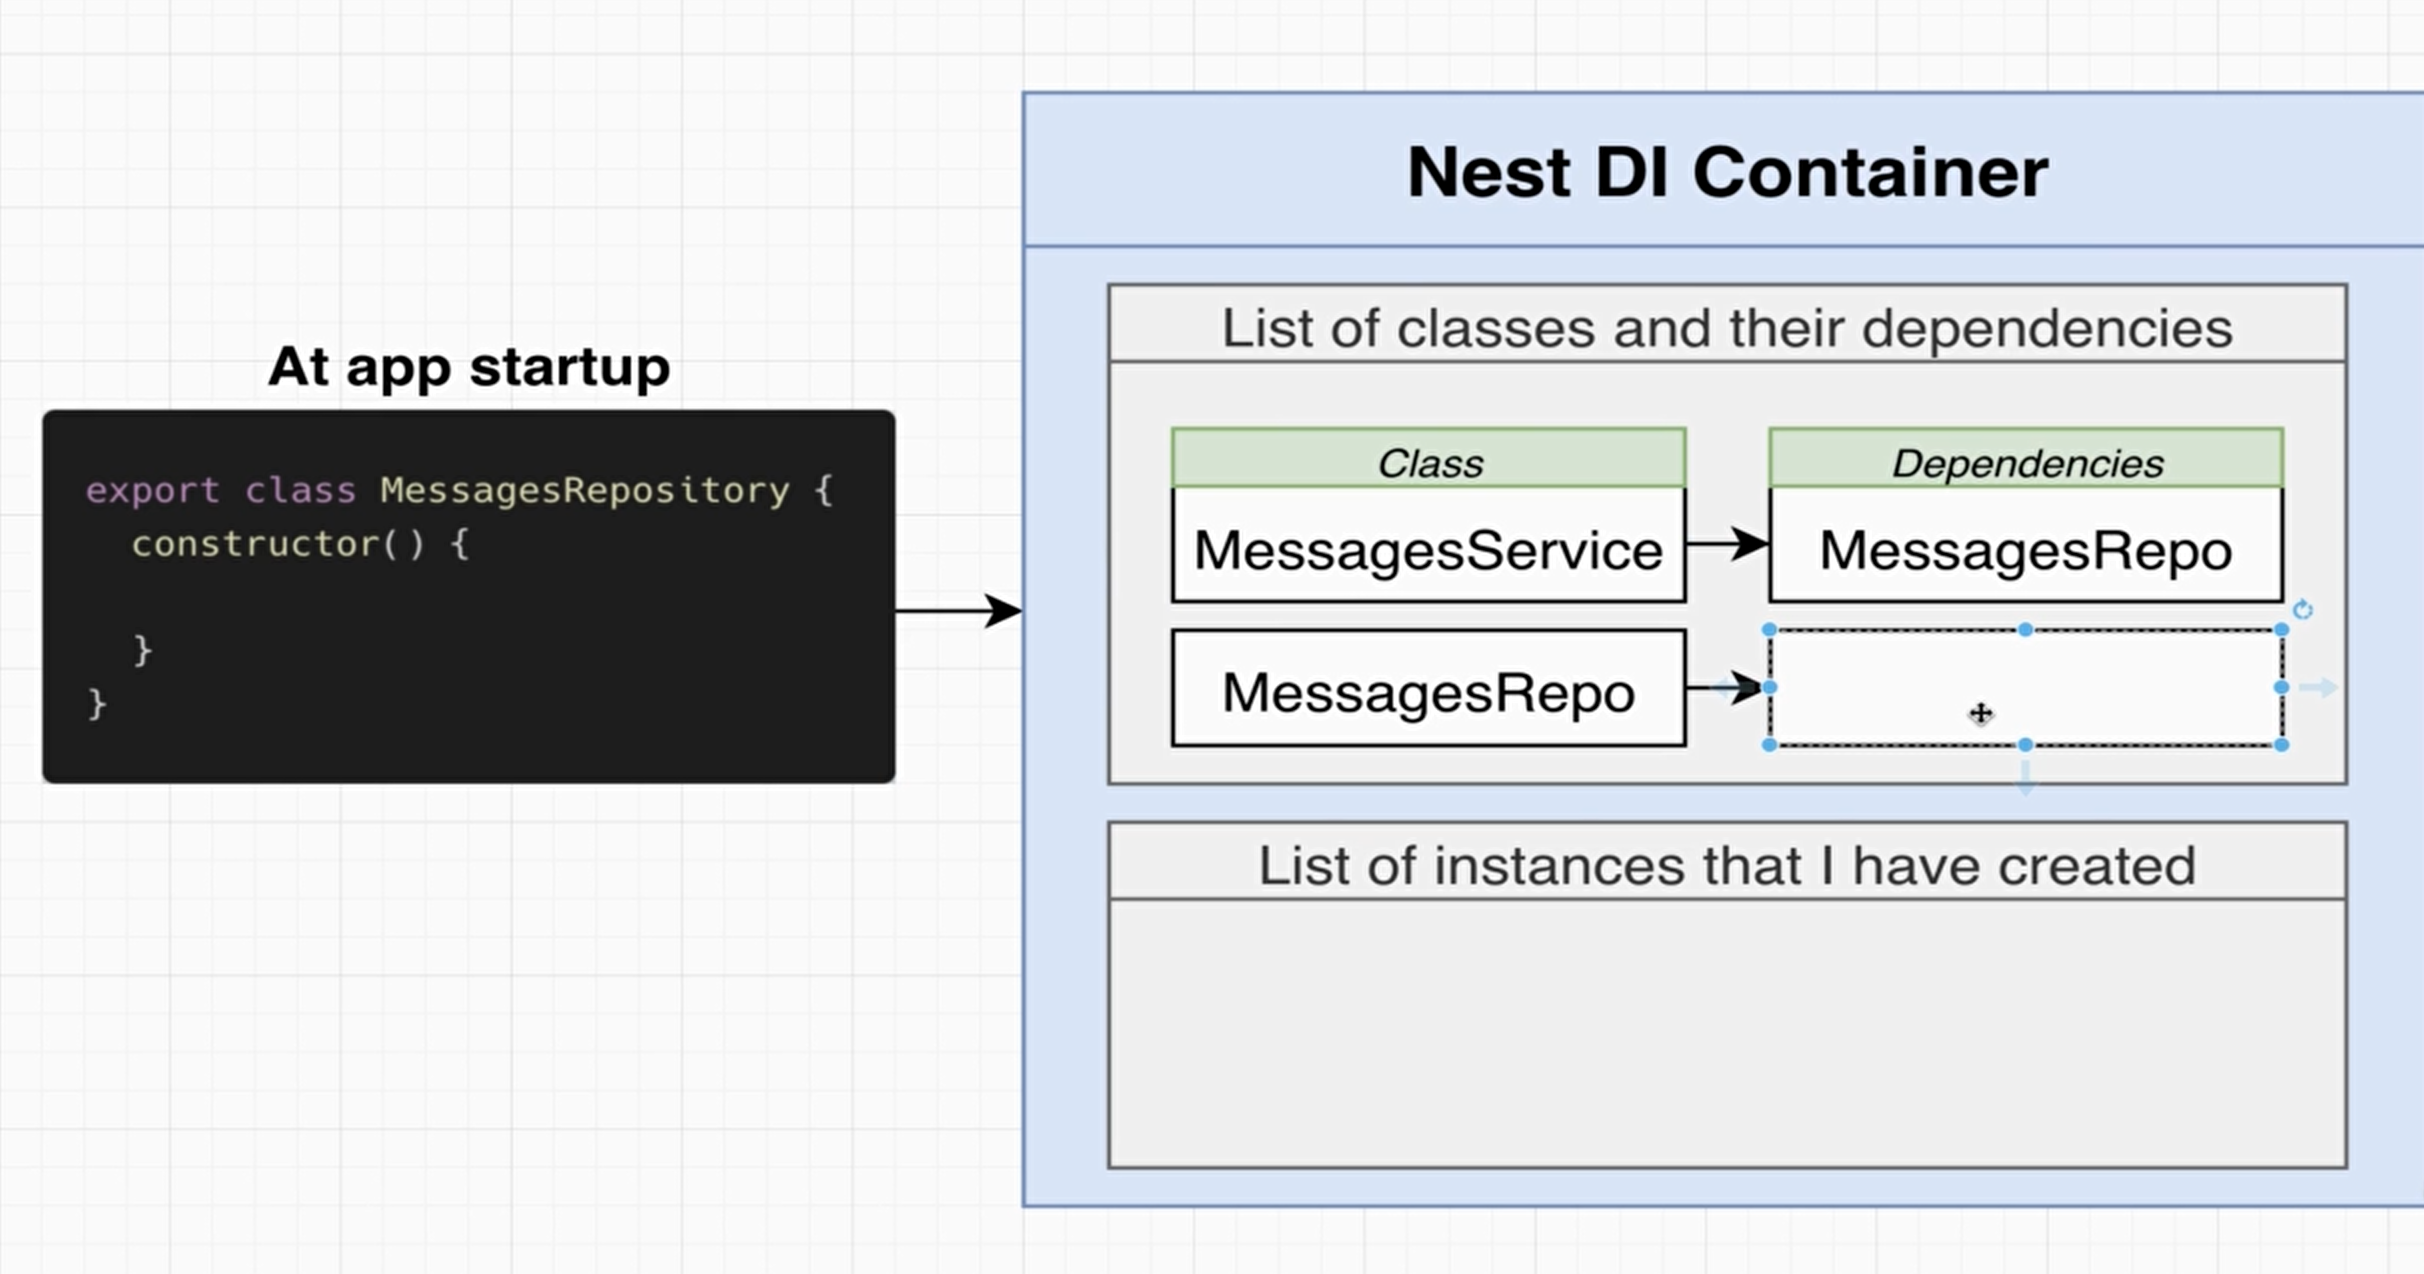 At app startup
export class MessagesRepository {
constructor() {
}
}
Nest DI Container
List of classes and their dependencies
Class
Dependencies
MessagesService
MessagesRepo
MessagesRepo
List of instances that I have created